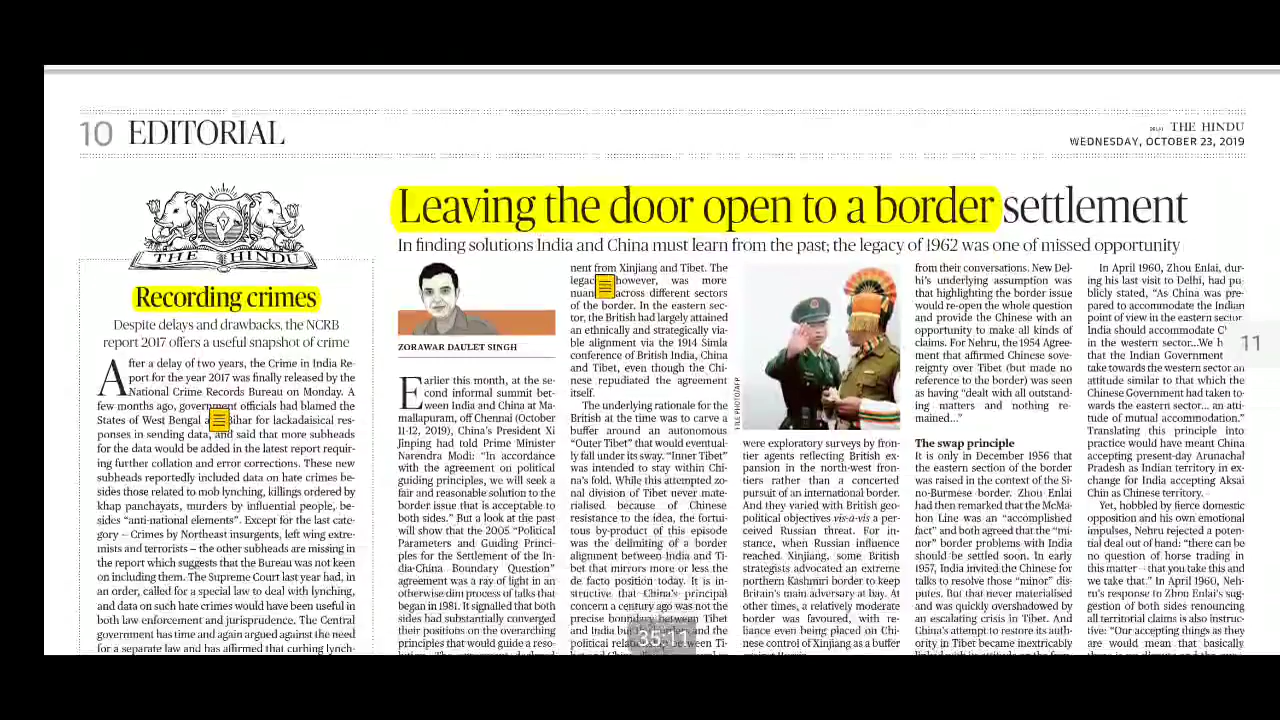 10 EDITORIAL
THE HINDU
WEDNESDAY, OCTOBER 23, 2019
THE HINDU
Recording crimes
Despite delays and drawbacks, the NCRB
report 2017 offers a useful snapshot of crime
After a delay of two years, the Crime in India Re-
port for the year 2017 was finally released by the
National Crime Records Bureau on Monday. A
few months ago, government officials had blamed the
States of West Bengal a Bihar for lackadaisical res-
ponses in sending data, and said that more subheads
for the data would be added in the latest report requir-
ing further collation and error corrections. These new
subheads reportedly included data on hate crimes be-
sides those related to mob lynching, killings ordered by
khap panchayats, murders by influential people, be-
sides "anti-national elements". Except for the last cate-
gory – Crimes by Northeast insurgents, left wing extre-
mists and terrorists – the other subheads are missing in
the report which suggests that the Bureau was not keen
on including them. The Supreme Court last year had, in
an order, called for a special law to deal with lynching,
and data on such hate crimes would have been useful in
both law enforcement and jurisprudence. The Central
government has time and again argued against the need
for a separate law and has affirmed that curbing lynch-
Leaving the door open to a border settlement
In finding solutions India and China must learn from the past; the legacy of 1962 was one of missed opportunity
ZORAWAR DAULET SINGH
Earlier this month, at the se-
cond informal summit bet-
ween India and China at Ma-
mallapuram, off Chennai (October
11-12, 2019), China's President Xi
Jinping had told Prime Minister
Narendra Modi: "In accordance
with the agreement on political
guiding principles, we will seek a
fair and reasonable solution to the
border issue that is acceptable to
both sides." But a look at the past
will show that the 2005 "Political
Parameters and Guiding Princi-
ples for the Settlement of the In-
dia-China Boundary Question"
agreement was a ray of light in an
otherwise dim process of talks that
began in 1981. It signalled that both
sides had substantially converged
their positions on the overarching
principles that would guide a reso-
nent from Xinjiang and Tibet. The
legac however, was more
nuan across different sectors
of the border. In the eastern sec-
tor, the British had largely attained
an ethnically and strategically via-
ble alignment via the 1914 Simla
conference of British India, China
and Tibet, even though the Chi-
nese repudiated the agreement
itself.
The underlying rationale for the
British at the time was to carve a
buffer around an autonomous
"Outer Tibet" that would eventual-
ly fall under its sway. "Inner Tibet"
was intended to stay within Chi-
na's fold. While this attempted zo-
nal division of Tibet never mate-
rialised because of Chinese
resistance to the idea, the fortui-
tous by-product of this episode
was the delimiting of a border
alignment between India and Ti-
bet that mirrors more or less the
de facto position today. It is in-
structive that China's principal
concern a century ago was not the
precise boundary between Tibet
and India bu and the
political rela between Ti-
35:11
FILE PHOTO/AFP
were exploratory surveys by fron-
tier agents reflecting British ex-
pansion in the north-west fron-
tiers rather than a concerted
pursuit of an international border.
And they varied with British geo-
political objectives vis-à-vis a per-
ceived Russian threat. For in-
stance, when Russian influence
reached Xinjiang, some British
strategists advocated an extreme
northern Kashmiri border to keep
Britain's main adversary at bay. At
other times, a relatively moderate
border was favoured, with re-
liance even being placed on Chi-
nese control of Xinjiang as a buffer
from their conversations. New Del-
hi's underlying assumption was
that highlighting the border issue
would re-open the whole question
and provide the Chinese with an
opportunity to make all kinds of
claims. For Nehru, the 1954 Agree-
ment that affirmed Chinese sove-
reignty over Tibet (but made no
reference to the border) was seen
as having "dealt with all outstand-
ing matters and nothing re-
mained..."
The swap principle
It is only in December 1956 that
the eastern section of the border
was raised in the context of the Si-
no-Burmese border. Zhou Enlai
had then remarked that the McMa-
hon Line was an "accomplished
fact" and both agreed that the "mi-
nor" border problems with India
should be settled soon. In early
1957, India invited the Chinese for
talks to resolve those "minor" dis-
putes. But that never materialised
and was quickly overshadowed by
an escalating crisis in Tibet. And
China's attempt to restore its auth-
ority in Tibet became inextricably
In April 1960, Zhou Enlai, dur-
ing his last visit to Delhi, had pu-
blicly stated, "As China was pre-
pared to accommodate the Indian
point of view in the eastern sector,
India should accommodate C
in the western sector...We h
that the Indian Government
take towards the western sector an
attitude similar to that which the
Chinese Government had taken to-
wards the eastern sector... an atti-
tude of mutual accommodation."
Translating this principle into
practice would have meant China
accepting present-day Arunachal
Pradesh as Indian territory in ex-
change for India accepting Aksai
Chin as Chinese territory.
Yet, hobbled by fierce domestic
opposition and his own emotional
impulses, Nehru rejected a poten-
tial deal out of hand: "there can be
no question of horse trading in
this matter – that you take this and
we take that." In April 1960, Neh-
ru's response to Zhou Enlai's sug-
gestion of both sides renouncing
all territorial claims is also instruc-
tive: "Our accepting things as they
are would mean that basically
11